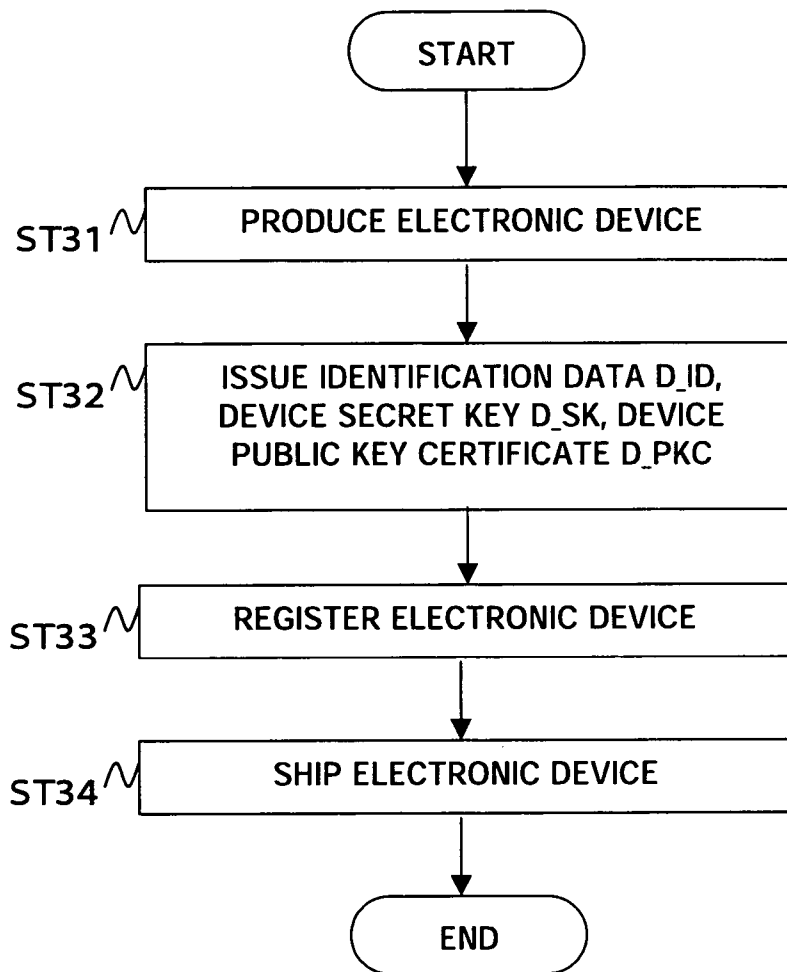 START
ST31
PRODUCE ELECTRONIC DEVICE
ST32
ISSUE IDENTIFICATION DATA D_ID,
DEVICE SECRET KEY D_SK, DEVICE
PUBLIC KEY CERTIFICATE D_PKC
ST33
REGISTER ELECTRONIC DEVICE
ST34
SHIP ELECTRONIC DEVICE
END